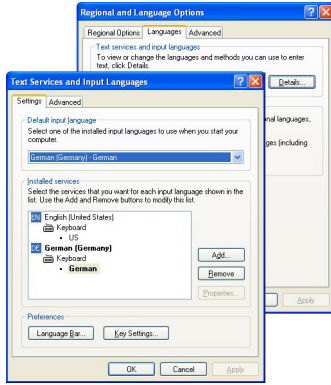 Regional and Language Options
Regional Options
Languages
Advanced
Text services and input languages
To view or change the languages and methods you can use to enter
text, click Details.
Details...
nal languages,
ges (including
Apply
Text Services and Input Languages
Settings
Advanced
Default input language
Select one of the installed input languages to use when you start your
computer.
German (Germany) - German
Installed services
Select the services that you want for each input language shown in the
list. Use the Add and Remove buttons to modify this list.
EN English (United States)
Keyboard
• US
DE German (Germany)
Keyboard
• German
Add...
Remove
Properties...
Preferences
Language Bar...
Key Settings...
OK
Cancel
Apply